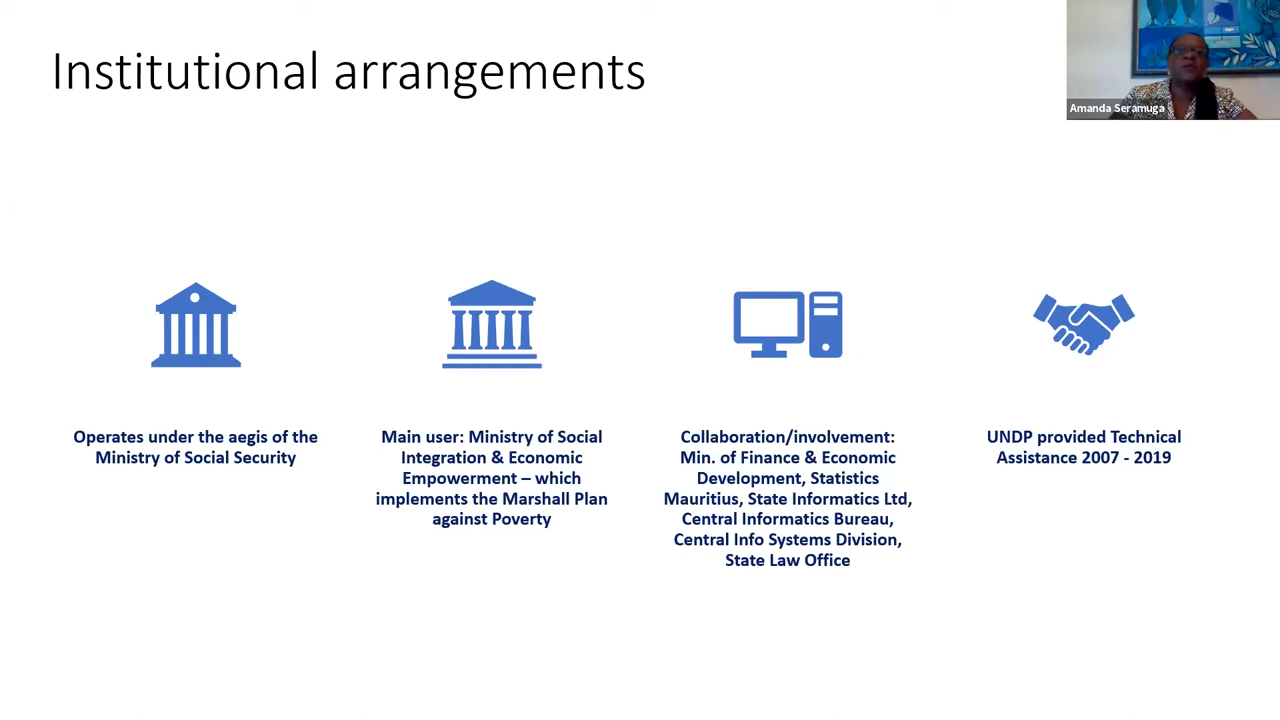 Institutional arrangements
Amanda Seramuga
Operates under the aegis of the
Ministry of Social Security
Main user: Ministry of Social
Integration & Economic
Empowerment – which
implements the Marshall Plan
against Poverty
Collaboration/involvement:
Min. of Finance & Economic
Development, Statistics
Mauritius, State Informatics Ltd,
Central Informatics Bureau,
Central Info Systems Division,
State Law Office
UNDP provided Technical
Assistance 2007 - 2019